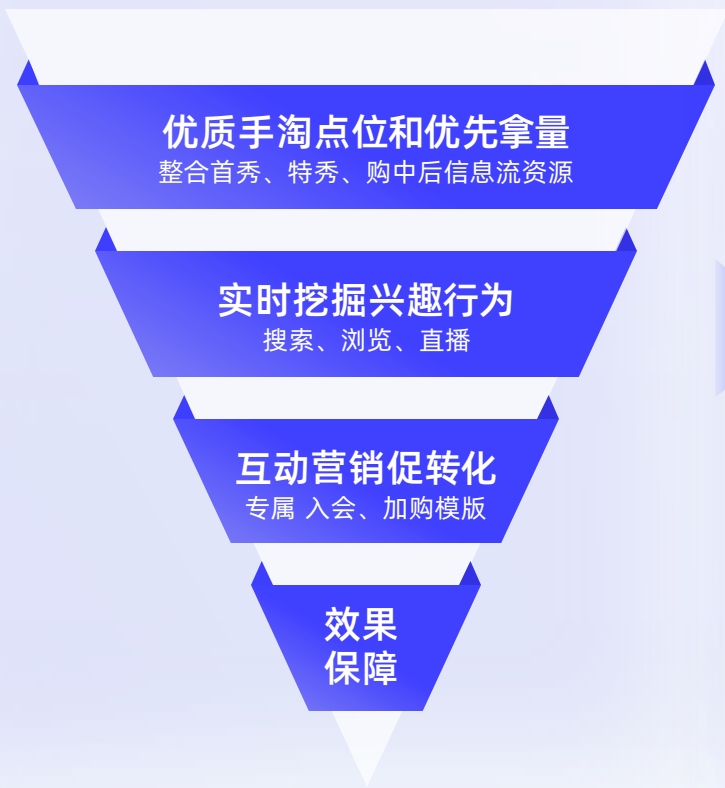 优质手淘点位和优先拿量
整合首秀、特秀、购中后信息流资源
实时挖掘兴趣行为
搜索、浏览、直播
互动营销促转化
专属 入会、加购模版
效果
保障